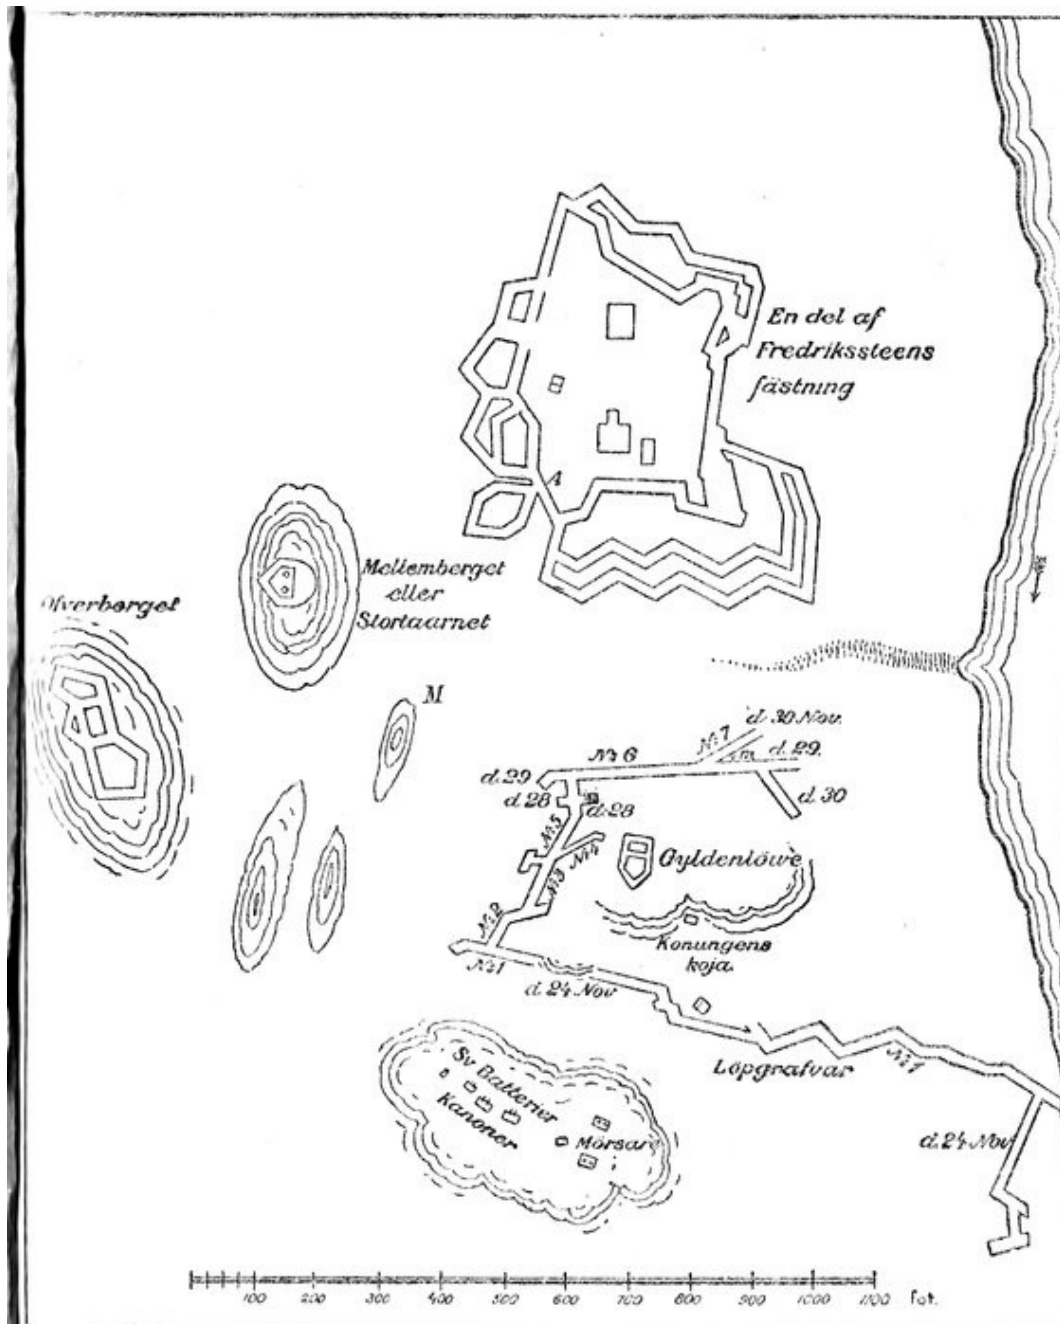 En del af
Fredrikssteens
fästning
A
Mellemberget
eller
Stortaarnet
Ofverberget
M
d. 30 Nov.
№ 7
m
d. 29.
№ 6
d. 29
d. 28
d. 28
d. 30
№ 5
№ 4
№ 3
Gyldenlöwe
№ 2
Konungens
koja.
№ 1
d. 24 Nov
Löpgrafvar
№ 1
Sv Batterier
Kanoner
Mörsare
d. 24 Nov
100 200 300 400 500 600 700 800 900 1000 1100 fot.